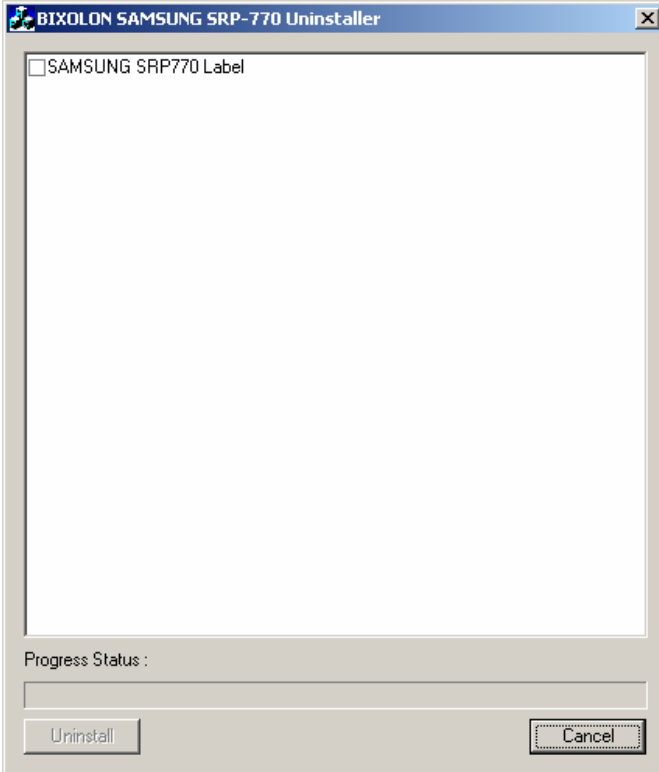 BIXOLON SAMSUNG SRP-770 Uninstaller
SAMSUNG SRP770 Label
Progress Status :
Uninstall
Cancel